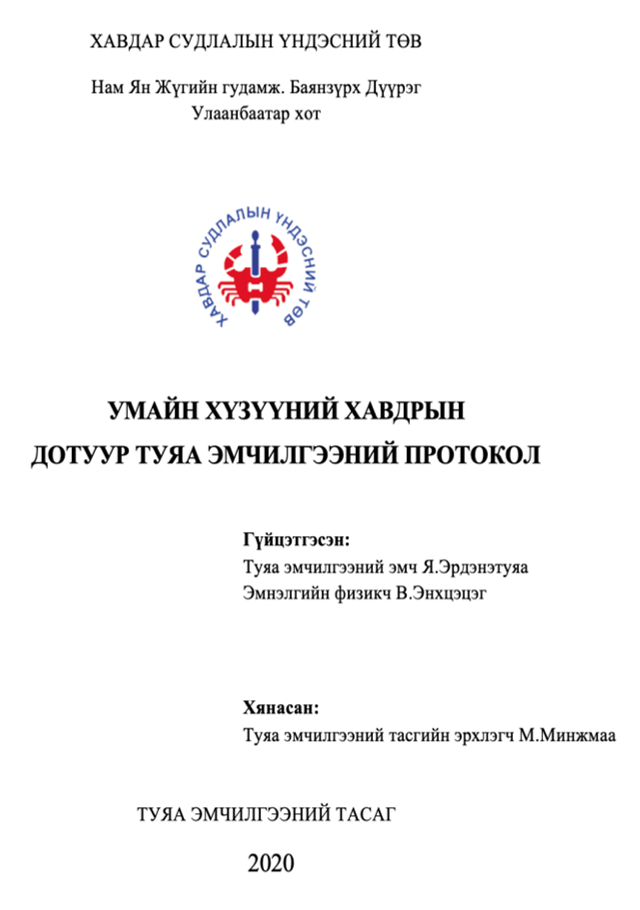 ХАВДАР СУДЛАЛЫН ҮНДЭСНИЙ ТӨВ
Нам Ян Жүгийн гудамж. Баянзүрх Дүүрэг
Улаанбаатар хот
ХАВДАР СУДЛАЛЫН ҮНДЭСНИЙ ТӨВ
УМАЙН ХҮЗҮҮНИЙ ХАВДРЫН
ДОТУУР ТУЯА ЭМЧИЛГЭЭНИЙ ПРОТОКОЛ
Гүйцэтгэсэн:
Туяа эмчилгээний эмч Я.Эрдэнэтуяа
Эмнэлгийн физикч В.Энхцэцэг
Хянасан:
Туяа эмчилгээний тасгийн эрхлэгч М.Минжмаа
ТУЯА ЭМЧИЛГЭЭНИЙ ТАСАГ
2020